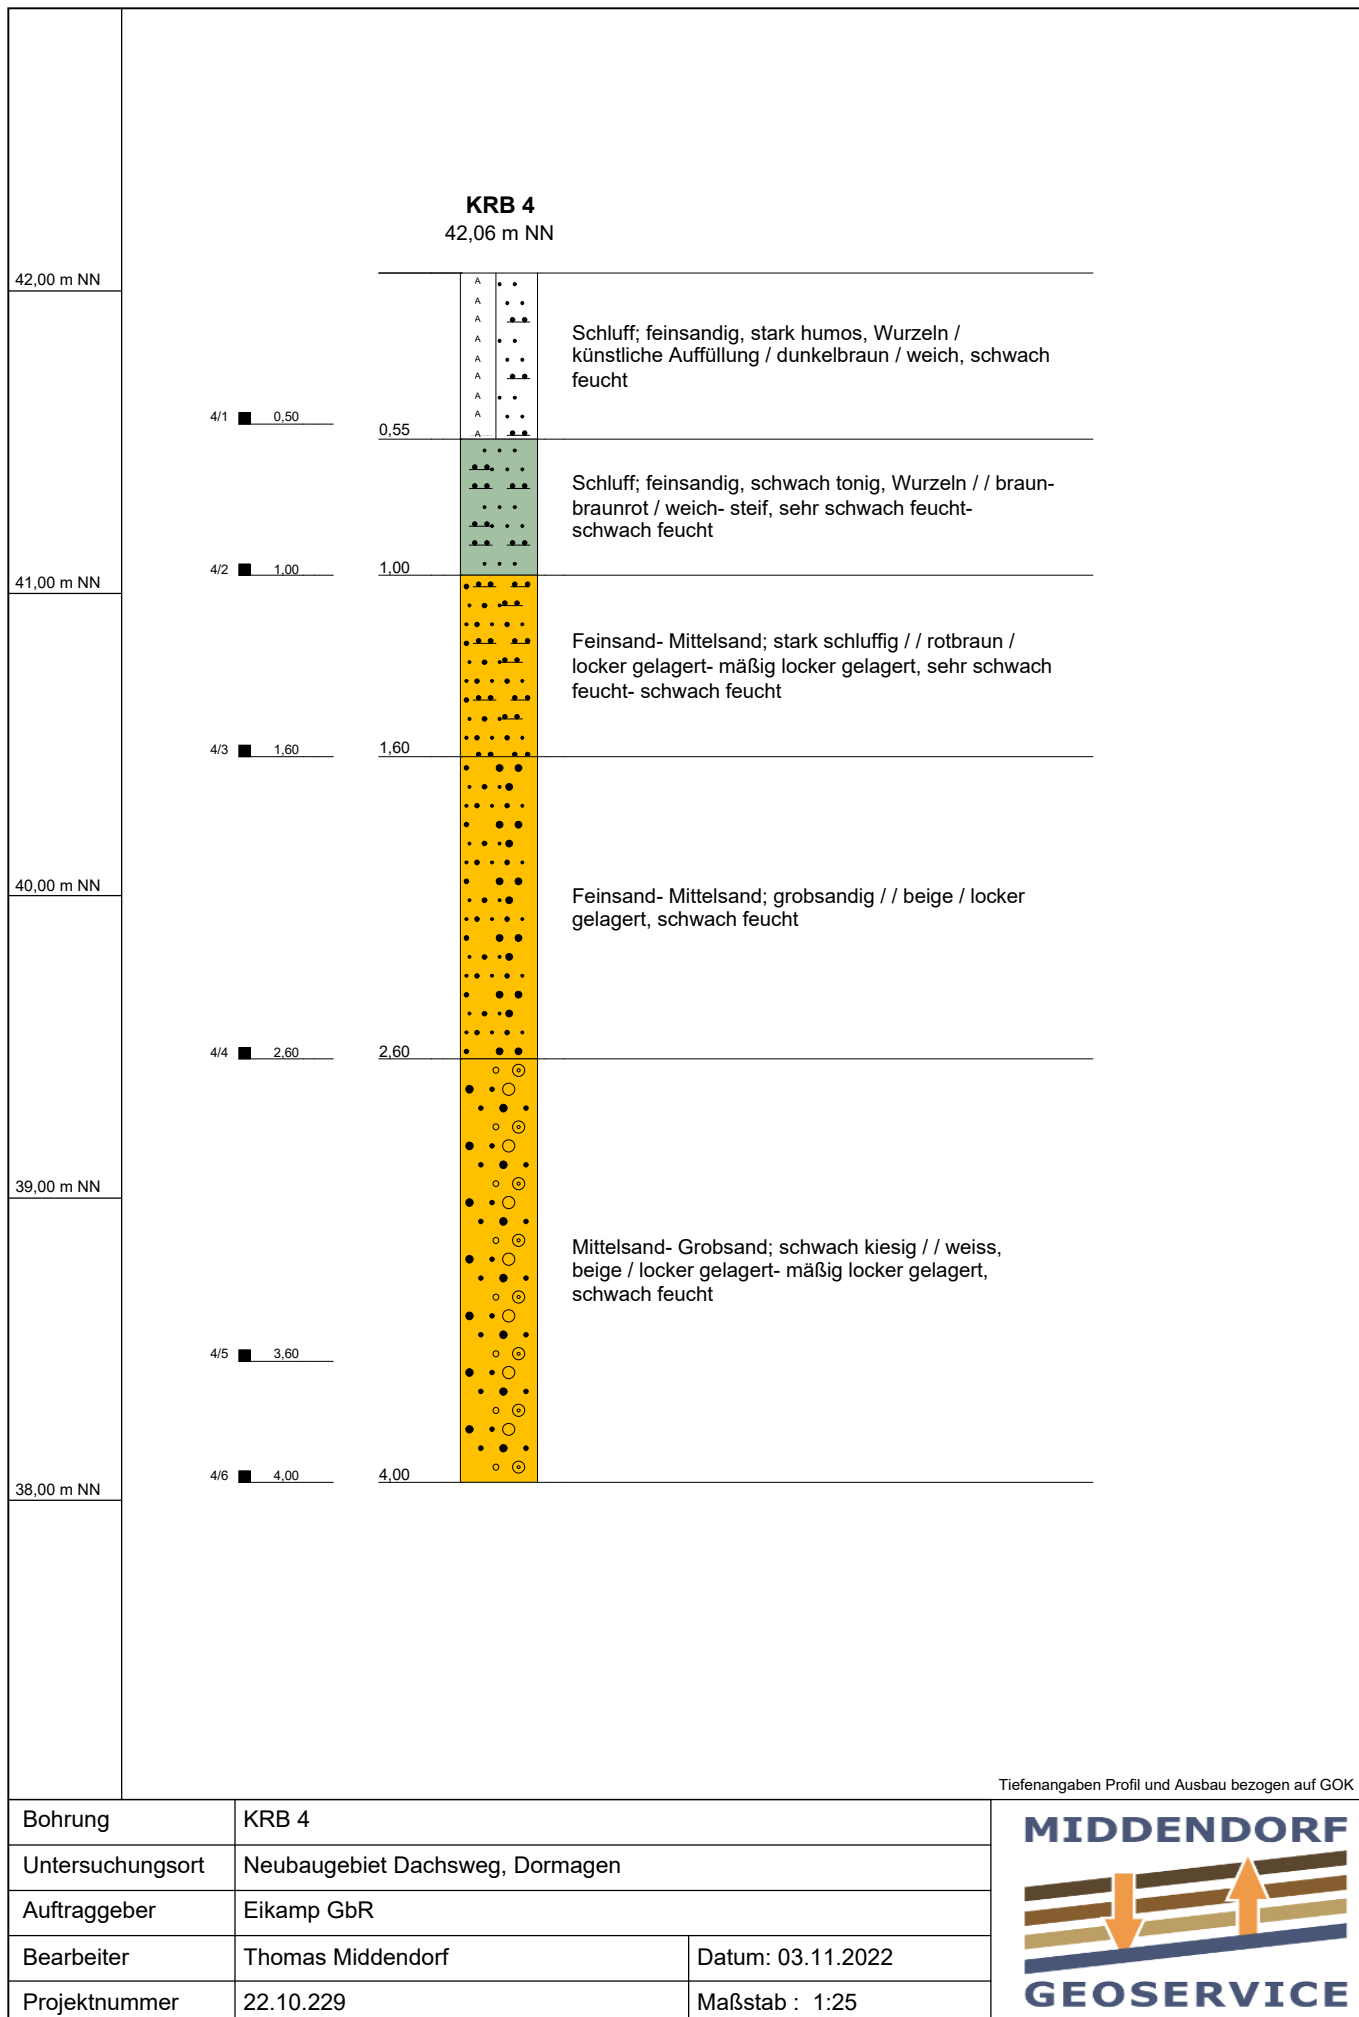 KRB 4
42,06 m NN
42,00 m NN
A
A
A
A
A
A
A
A
A
Schluff; feinsandig, stark humos, Wurzeln /
künstliche Auffüllung / dunkelbraun / weich, schwach
feucht
4/1 0,50
0,55
Schluff; feinsandig, schwach tonig, Wurzeln / / braun-
braunrot / weich- steif, sehr schwach feucht-
schwach feucht
4/2 1,00
1,00
41,00 m NN
Feinsand- Mittelsand; stark schluffig / / rotbraun /
locker gelagert- mäßig locker gelagert, sehr schwach
feucht- schwach feucht
4/3 1,60
1,60
40,00 m NN
Feinsand- Mittelsand; grobsandig / / beige / locker
gelagert, schwach feucht
4/4 2,60
2,60
39,00 m NN
Mittelsand- Grobsand; schwach kiesig / / weiss,
beige / locker gelagert- mäßig locker gelagert,
schwach feucht
4/5 3,60
4/6 4,00
4,00
38,00 m NN
Tiefenangaben Profil und Ausbau bezogen auf GOK
Bohrung KRB 4
Untersuchungsort Neubaugebiet Dachsweg, Dormagen
Auftraggeber Eikamp GbR
Bearbeiter Thomas Middendorf Datum: 03.11.2022
Projektnummer 22.10.229 Maßstab : 1:25
MIDDENDORF
GEOSERVICE